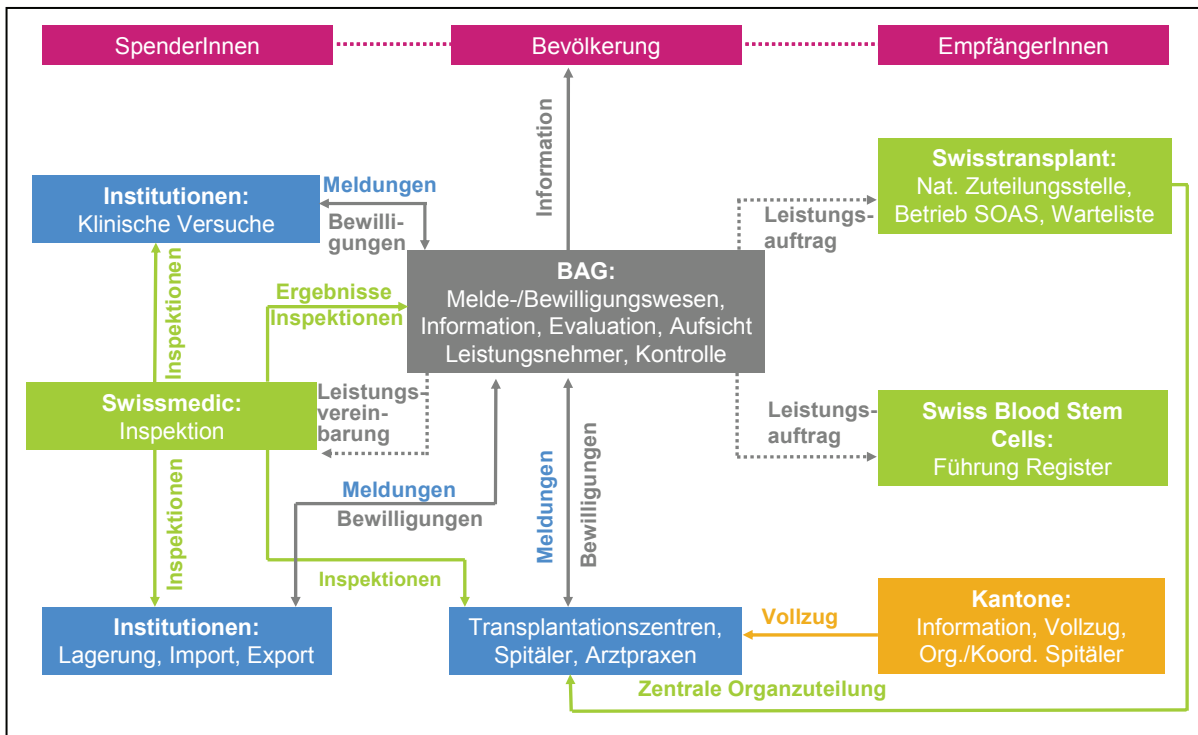 SpenderInnen
Bevölkerung
EmpfängerInnen
Information
Swisstransplant:
Nat. Zuteilungsstelle,
Betrieb SOAS, Warteliste
Institutionen:
Klinische Versuche
Meldungen
Bewilli-
gungen
Leistungs-
auftrag
BAG:
Melde-/Bewilligungswesen,
Information, Evaluation, Aufsicht
Leistungsnehmer, Kontrolle
Inspektionen
Ergebnisse
Inspektionen
Swissmedic:
Inspektion
Leistungs-
verein-
barung
Leistungs-
auftrag
Swiss Blood Stem
Cells:
Führung Register
Inspektionen
Meldungen
Bewilligungen
Meldungen
Bewilligungen
Inspektionen
Institutionen:
Lagerung, Import, Export
Transplantationszentren,
Spitäler, Arztpraxen
Vollzug
Kantone:
Information, Vollzug,
Org./Koord. Spitäler
Zentrale Organzuteilung